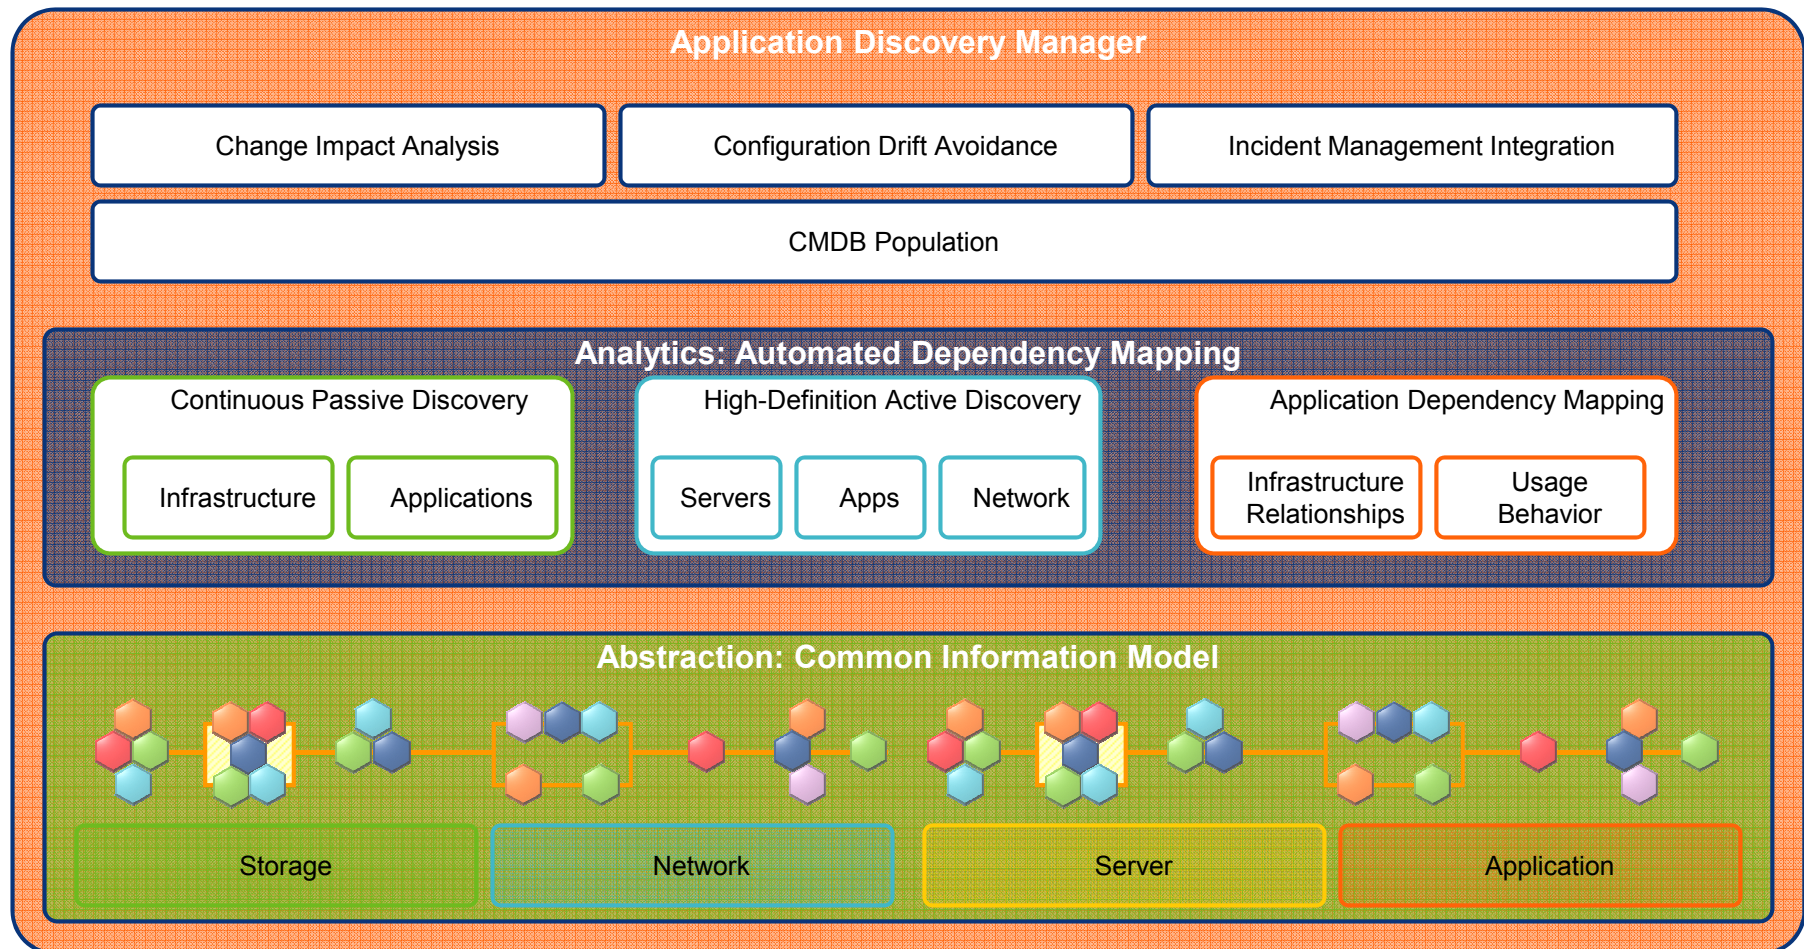 Application Discovery Manager
Change Impact Analysis
Configuration Drift Avoidance
Incident Management Integration
CMDB Population
Analytics: Automated Dependency Mapping
Continuous Passive Discovery
Infrastructure
Applications
High-Definition Active Discovery
Servers
Apps
Network
Application Dependency Mapping
Infrastructure
Relationships
Usage
Behavior
Abstraction: Common Information Model
Storage
Network
Server
Application